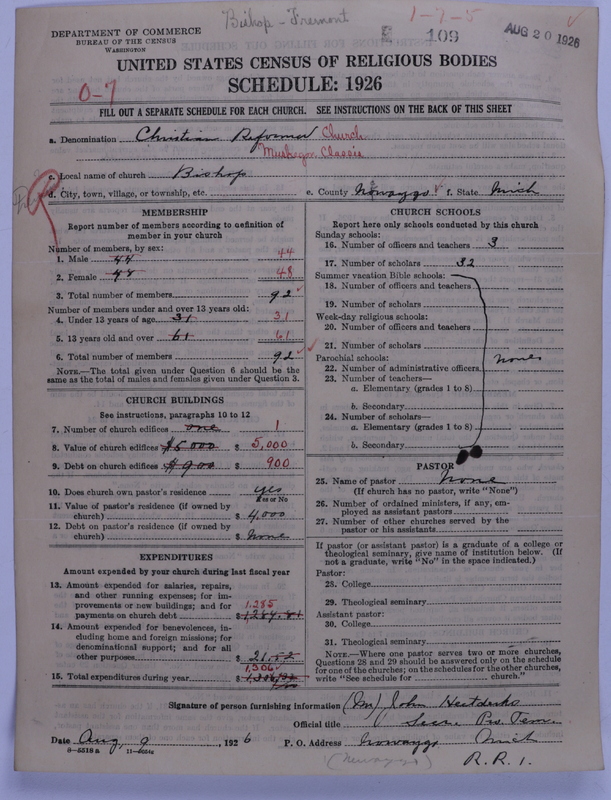 Bishop - Fremont
1-7-5
DEPARTMENT OF COMMERCE
BUREAU OF THE CENSUS
WASHINGTON
109
AUG 20 1926
UNITED STATES CENSUS OF RELIGIOUS BODIES
SCHEDULE: 1926
0-7
FILL OUT A SEPARATE SCHEDULE FOR EACH CHURCH. SEE INSTRUCTIONS ON THE BACK OF THIS SHEET
a. Denomination Christian Reformed Church
Muskegon Classis
c. Local name of church Bishop
d. City, town, village, or township, etc. e. County Nowaygo f. State Mich
MEMBERSHIP
Report number of members according to definition of
member in your church
Number of members, by sex:
1. Male 44 44
2. Female 48 48
3. Total number of members 92
Number of members under and over 13 years old:
4. Under 13 years of age 31 31
5. 13 years old and over 61 61
6. Total number of members 92
NOTE.—The total given under Question 6 should be
same as the total of males and females given under Question 3.
CHURCH BUILDINGS
See instructions, paragraphs 10 to 12
7. Number of church edifices one 1
8. Value of church edifices $5000 $ 5,000
9. Debt on church edifices $900 $ 900
10. Does church own pastor's residence yes
Yes or No
11. Value of pastor's residence (if owned by
church) $ 4,000
12. Debt on pastor's residence (if owned by
church) $ None
EXPENDITURES
Amount expended by your church during last fiscal year
13. Amount expended for salaries, repairs,
and other running expenses; for im-
provements or new buildings; and for 1,285
payments on church debt $
14. Amount expended for benevolences, in-
cluding home and foreign missions; for
denominational support; and for all
other purposes $
1,306
15. Total expenditures during year $
CHURCH SCHOOLS
Report here only schools conducted by this church
Sunday schools:
16. Number of officers and teachers 3
17. Number of scholars 32
Summer vacation Bible schools:
18. Number of officers and teachers
19. Number of scholars
Week-day religious schools:
20. Number of officers and teachers
21. Number of scholars
Parochial schools: none
22. Number of administrative officers
23. Number of teachers—
a. Elementary (grades 1 to 8)
b. Secondary
24. Number of scholars—
a. Elementary (grades 1 to 8)
b. Secondary
PASTOR
25. Name of pastor None
(If church has no pastor, write "None")
26. Number of ordained ministers, if any, em-
ployed as assistant pastors
27. Number of other churches served by the
pastor or his assistants
If pastor (or assistant pastor) is a graduate of a college or
theological seminary, give name of institution below. (If
not a graduate, write "No" in the space indicated.)
Pastor:
28. College
29. Theological seminary
Assistant pastor:
30. College
31. Theological seminary
NOTE.—Where one pastor serves two or more churches,
Questions 28 and 29 should be answered only on the schedule
for one of the churches; on the schedules for the other churches,
write "See schedule for church."
Signature of person furnishing information (Mr) John
Official title Pro Tem
Date Aug, 9, 1926 P. O. Address Nowaygo Mich
8-5518 a
(Newaygo)
R.R. 1.